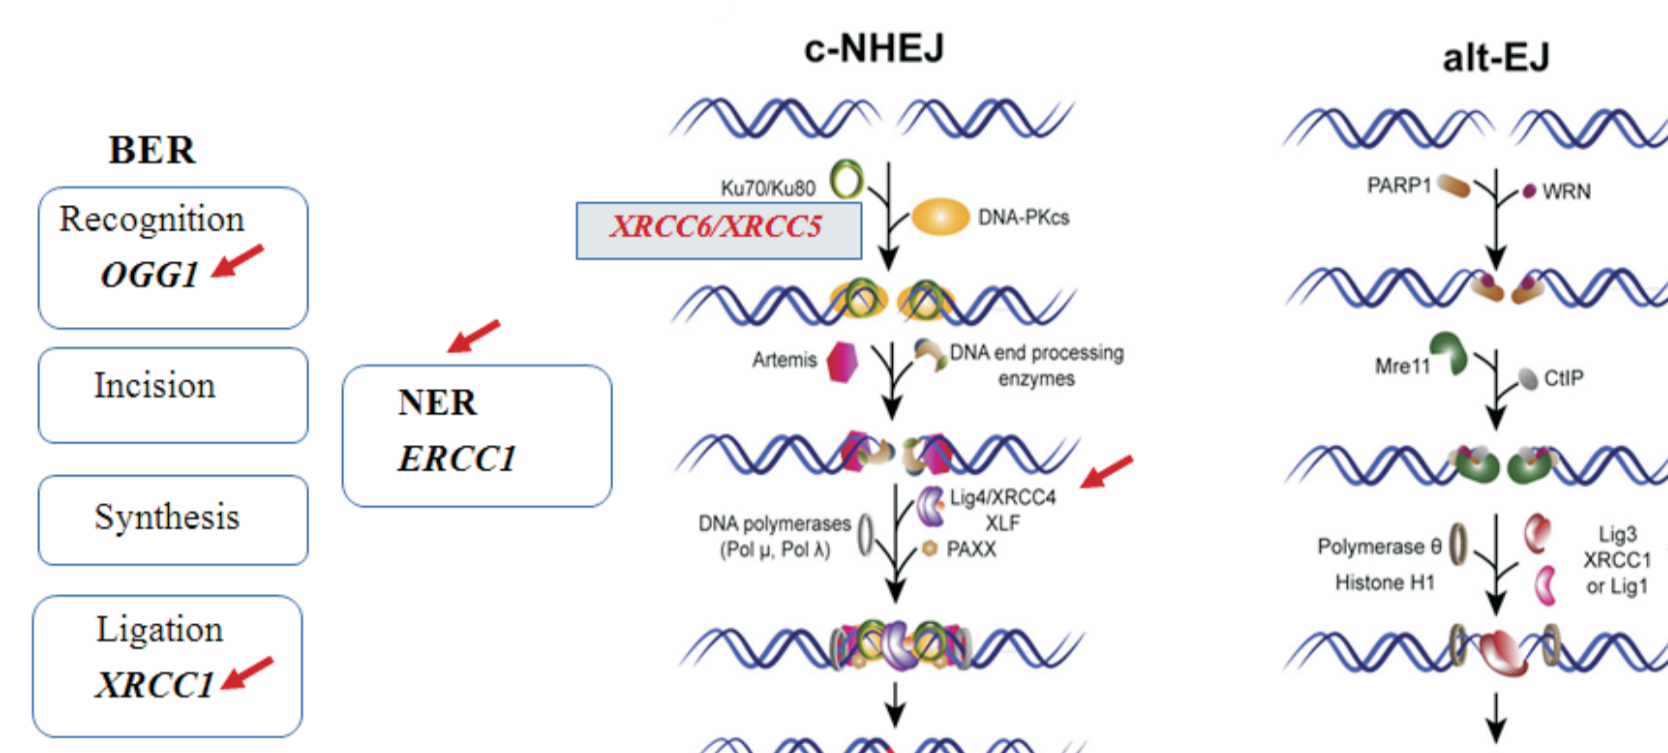 BER
Recognition
OGG1
Incision
Synthesis
Ligation
XRCC1
NER
ERCC1
c-NHEJ
Ku70/Ku80
XRCC6/XRCC5
DNA-PKcs
Artemis
DNA end processing
enzymes
Lig4/XRCC4
XLF
DNA polymerases
(Pol μ, Pol λ)
PAXX
alt-EJ
PARP1
WRN
Mre11
CtIP
Polymerase θ
Histone H1
Lig3
XRCC1
or Lig1